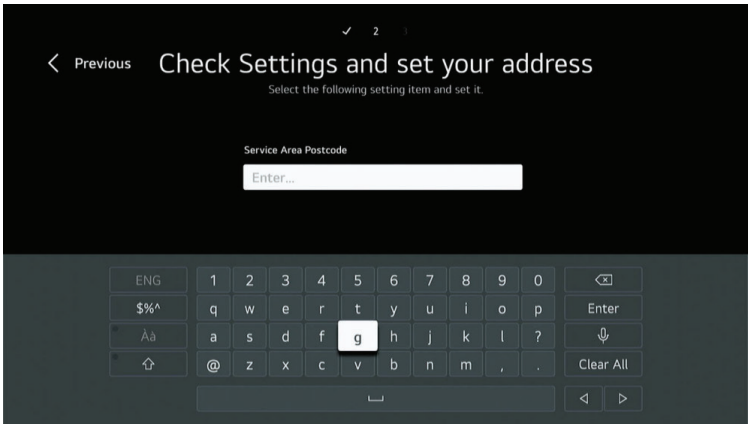 ✓ 2 3
Previous
Check Settings and set your address
Select the following setting item and set it.
Service Area Postcode
Enter...
ENG 1 2 3 4 5 6 7 8 9 0
$%^ q w e r t y u i o p Enter
Àà a s d f g h j k l ?
@ z x c v b n m , . Clear All